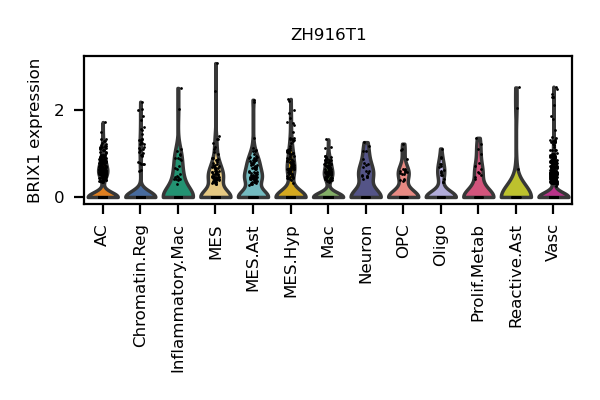 ZH916T1
BRIX1 expression
2
0
AC
Chromatin.Reg
Inflammatory.Mac
MES
MES.Ast
MES.Hyp
Mac
Neuron
OPC
Oligo
Prolif.Metab
Reactive.Ast
Vasc